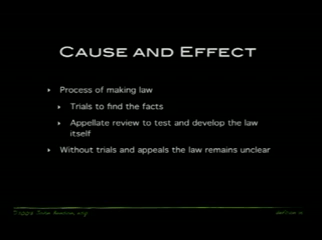 CAUSE AND EFFECT
Process of making law
Trials to find the facts
Appellate review to test and develop the law
itself
Without trials and appeals the law remains unclear